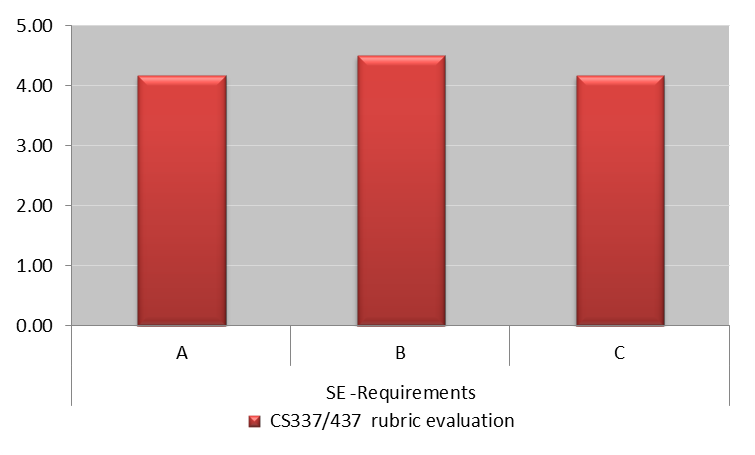 5.00
4.00
3.00
2.00
1.00
0.00
A B C
SE -Requirements
CS337/437 rubric evaluation